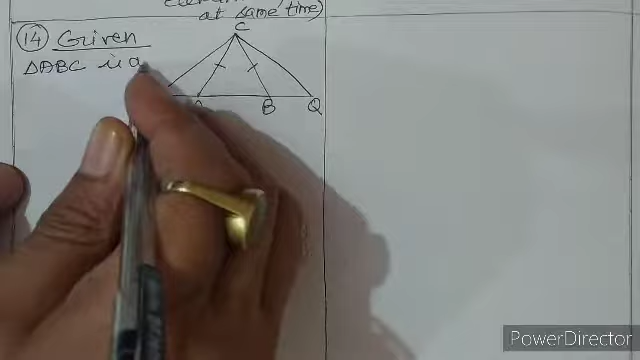 at same time)
(14) Given
C
ΔABC is a
B Q
PowerDirector